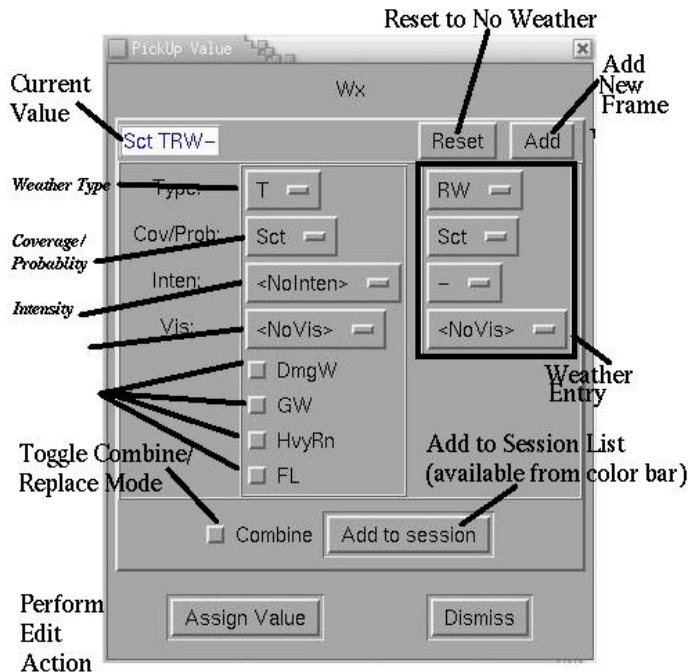 Reset to No Weather
PickUp Value
Add
New
Frame
Current
Value
Wx
Sct TRW-
Reset
Add
Weather Type
Type:
T
RW
Coverage/
Probablity
Cov/Prob:
Sct
Sct
Intensity
Inten:
<NoInten>
-
Vis:
<NoVis>
<NoVis>
DmgW
GW
HvyRn
FL
Weather
Entry
Toggle Combine/
Replace Mode
Add to Session List
(available from color bar)
Combine
Add to session
Perform
Edit
Action
Assign Value
Dismiss